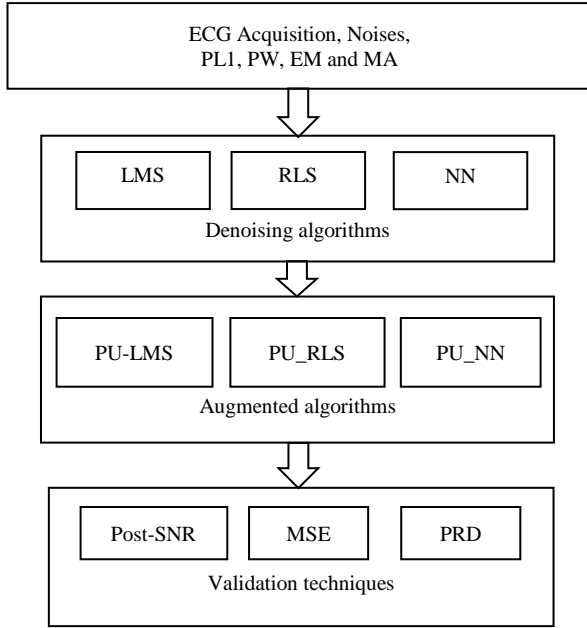 ECG Acquisition, Noises,
PL1, PW, EM and MA
LMS RLS NN
Denoising algorithms
PU-LMS PU_RLS PU_NN
Augmented algorithms
Post-SNR MSE PRD
Validation techniques